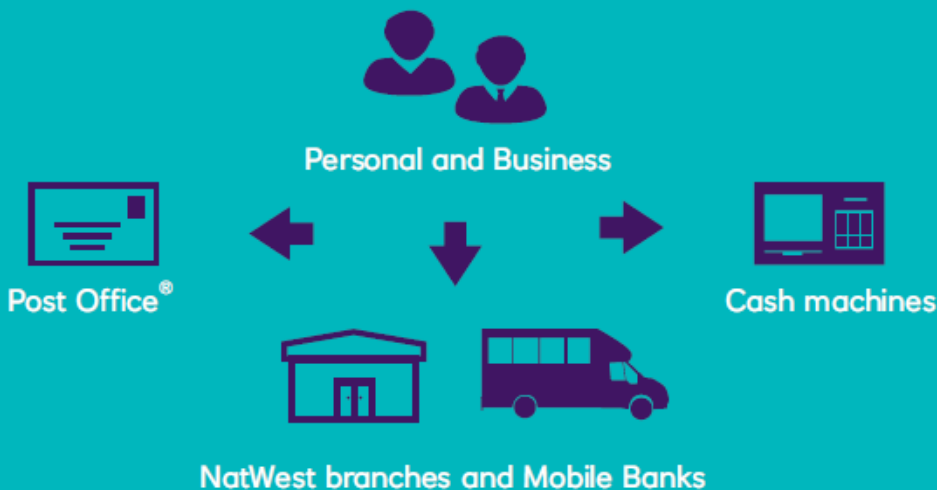 Personal and Business
Post Office®
Cash machines
NatWest branches and Mobile Banks